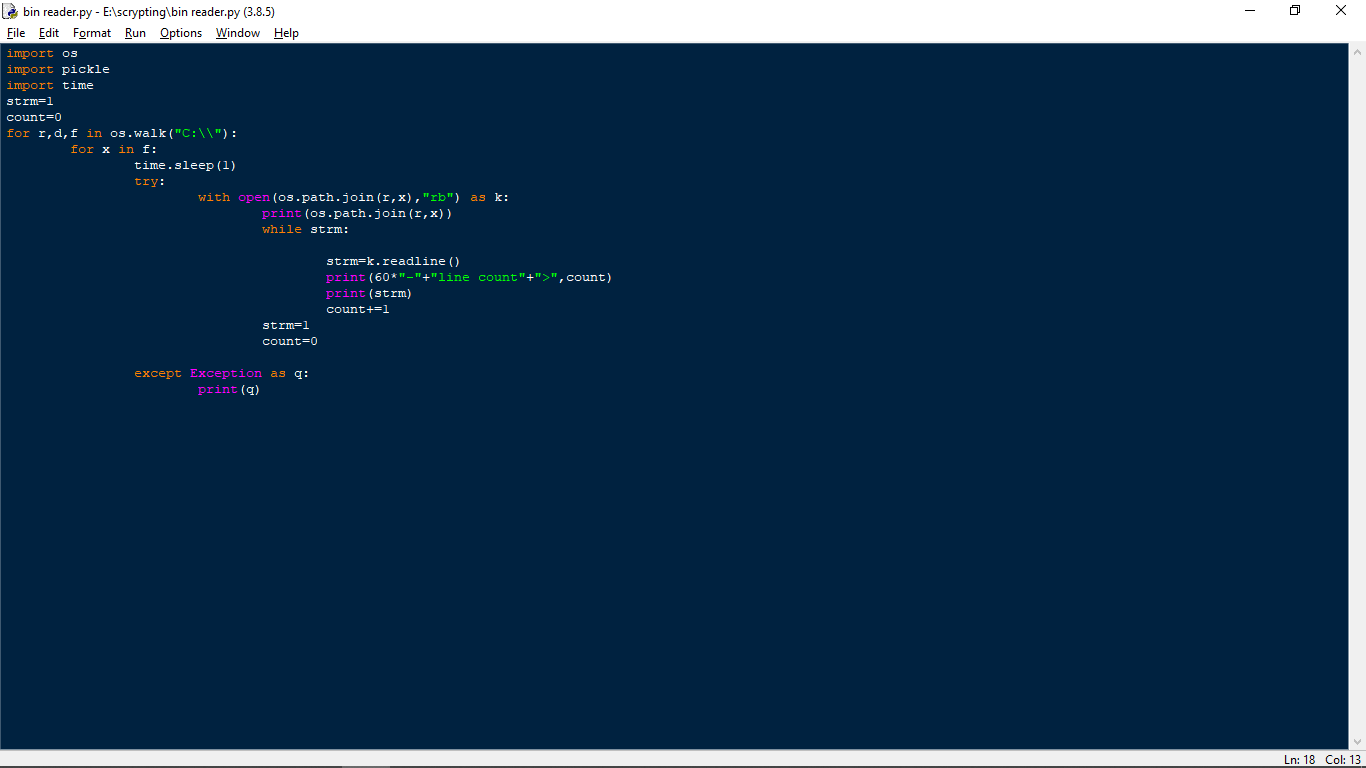 bin reader.py - E:\scrypting\bin reader.py (3.8.5)
File Edit Format Run Options Window Help
import os
import pickle
import time
strm=1
count=0
for r,d,f in os.walk("C:\\"):
        for x in f:
                time.sleep(1)
                try:
                        with open(os.path.join(r,x),"rb") as k:
                                print(os.path.join(r,x))
                                while strm:
                                        strm=k.readline()
                                        print(60*"-"+"line count"+">",count)
                                        print(strm)
                                        count+=1
                                strm=1
                                count=0
                except Exception as q:
                        print(q)
Ln: 18 Col: 13